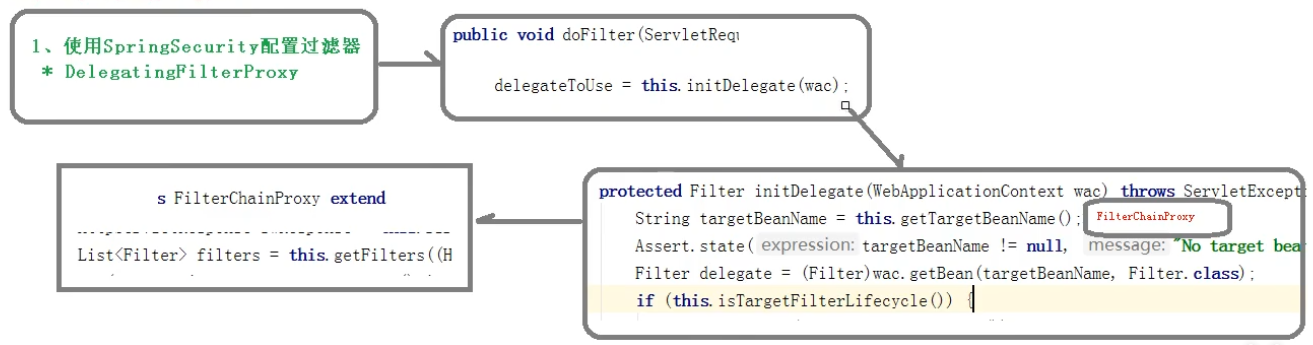 1、使用SpringSecurity配置过滤器
* DelegatingFilterProxy
public void doFilter(ServletRequ
delegateToUse = this.initDelegate(wac);
protected Filter initDelegate(WebApplicationContext wac) throws ServletExcept
String targetBeanName = this.getTargetBeanName(); FilterChainProxy
Assert.state( expression: targetBeanName != null, message: "No target bea
Filter delegate = (Filter)wac.getBean(targetBeanName, Filter.class);
if (this.isTargetFilterLifecycle()) {
s FilterChainProxy extend
List<Filter> filters = this.getFilters((H